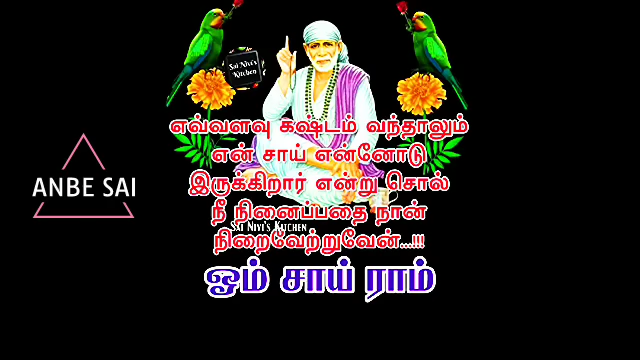 Sai Nivi's
Kitchen
எவ்வளவு கஷ்டம் வந்தாலும்
என் சாய் என்னோடு
இருக்கிறார் என்று சொல்
நீ நினைப்பதை நான்
Sai Nivi's Kitchen
நிறைவேற்றுவேன்...!!!
ஓம் சாய் ராம்
ANBE SAI